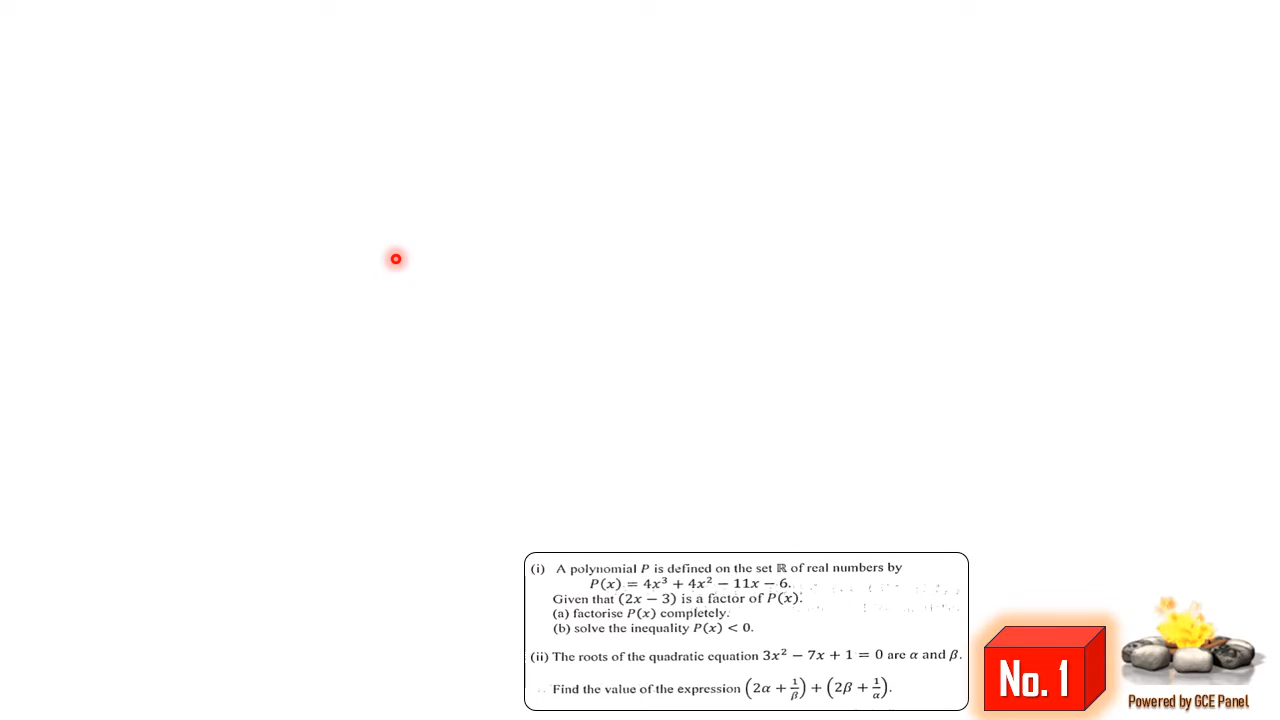 (i) A polynomial P is defined on the set ℝ of real numbers by
P(x) = 4x³ + 4x² − 11x − 6.
Given that (2x − 3) is a factor of P(x).
(a) factorise P(x) completely.
(b) solve the inequality P(x) < 0.
(ii) The roots of the quadratic equation 3x² − 7x + 1 = 0 are α and β.
Find the value of the expression (2α + 1/β) + (2β + 1/α).
No. 1
Powered by GCE Panel